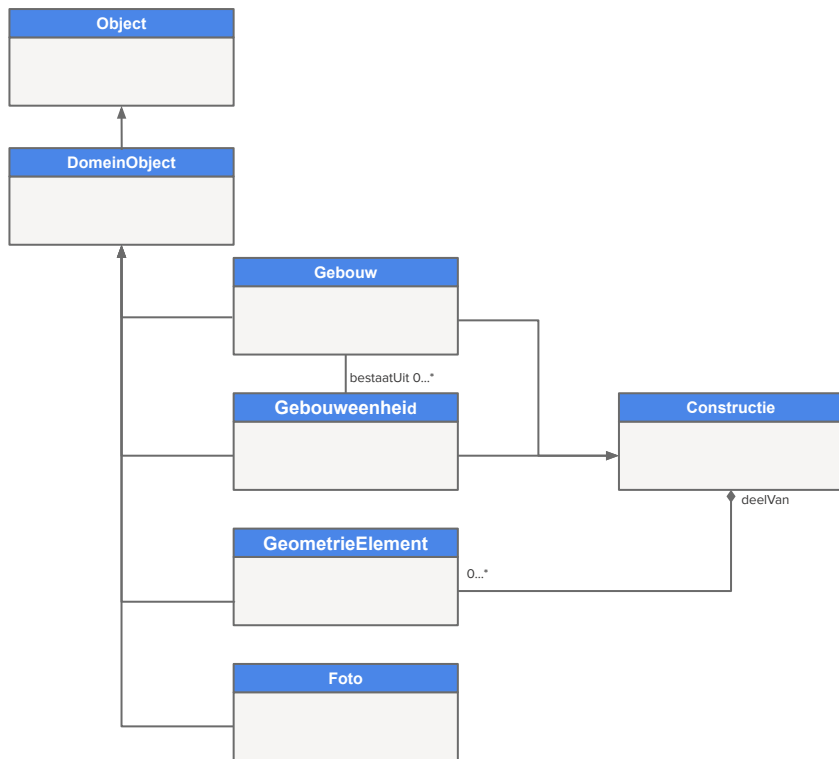 Object
DomeinObject
Gebouw
bestaatUit 0...*
Gebouweenheid
Constructie
deelVan
GeometrieElement
0...*
Foto